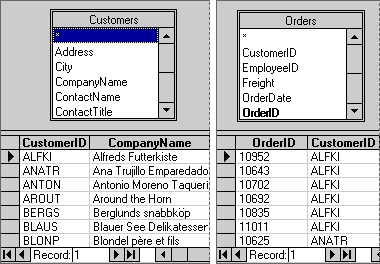 Customers
*
Address
City
CompanyName
ContactName
ContactTitle
CustomerID CompanyName
ALFKI Alfreds Futterkiste
ANATR Ana Trujillo Emparedado
ANTON Antonio Moreno Taqueri
AROUT Around the Horn
BERGS Berglunds snabbköp
BLAUS Blauer See Delikatesser
BLONP Blondel père et fils
Record: 1
Orders
*
CustomerID
EmployeeID
Freight
OrderDate
OrderID
OrderID CustomerID
10952 ALFKI
10643 ALFKI
10702 ALFKI
10692 ALFKI
10835 ALFKI
11011 ALFKI
10625 ANATR
Record: 1